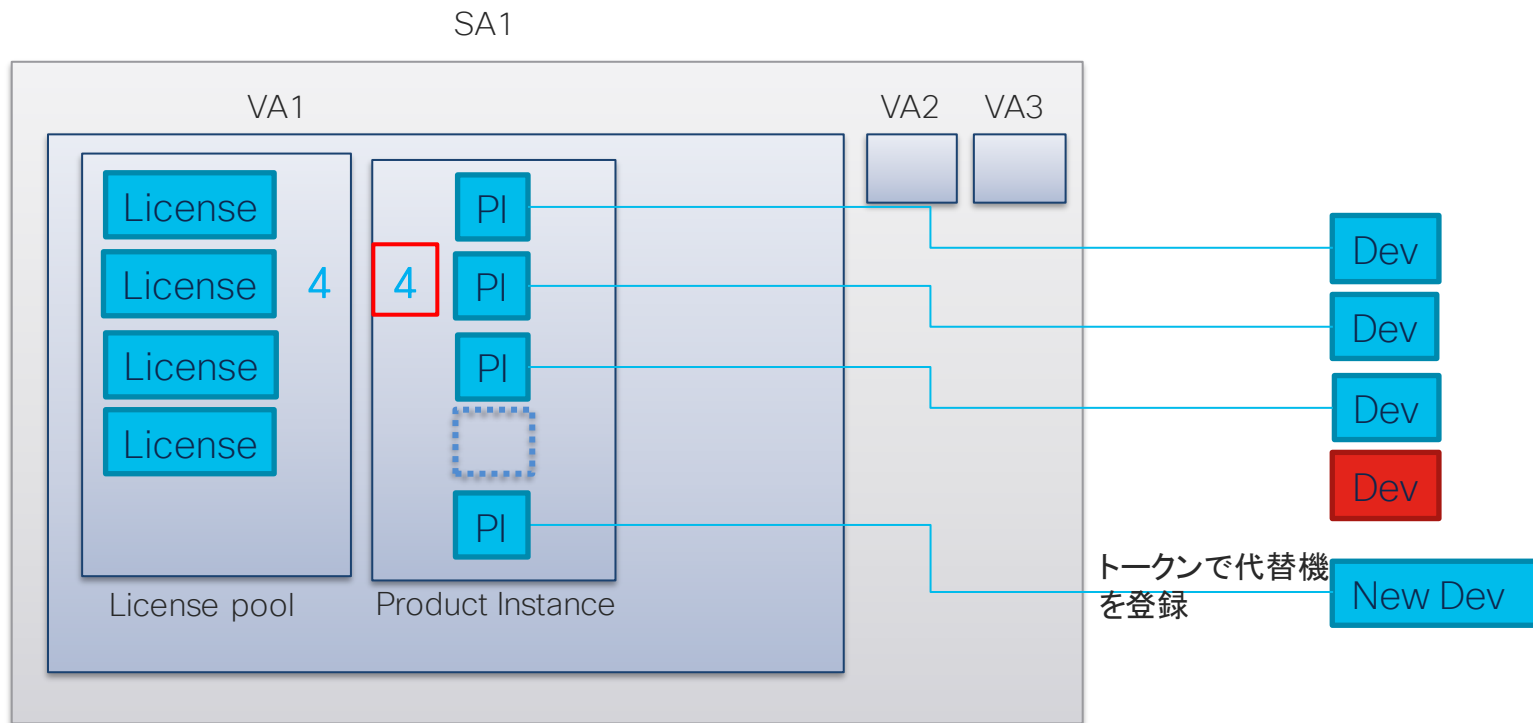 SA1
VA1
VA2
VA3
License
License
4
License
License
License pool
4
PI
PI
PI
PI
Product Instance
Dev
Dev
Dev
Dev
トークンで代替機
を登録
New Dev